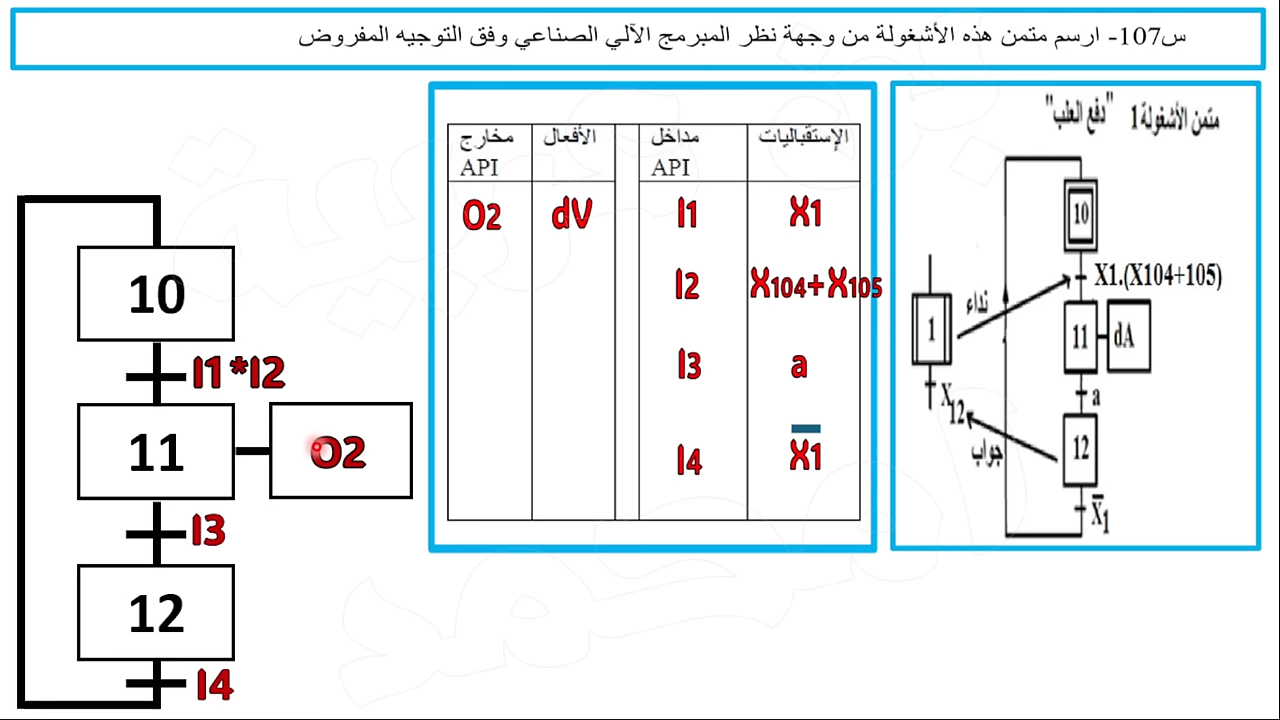 س107- ارسم متمن هذه الأشغولة من وجهة نظر المبرمج الآلي الصناعي وفق التوجيه المفروض
متمن الأشغولة 1 "دفع العلب"
10
X1.(X104+105)
نداء
1
11
dA
a
X12
جواب
12
X̅1
الإستقباليات
مداخل API
الأفعال
مخارج API
X1
I1
dV
O2
X104+X105
I2
a
I3
X̅1
I4
10
I1*I2
11
O2
I3
12
I4